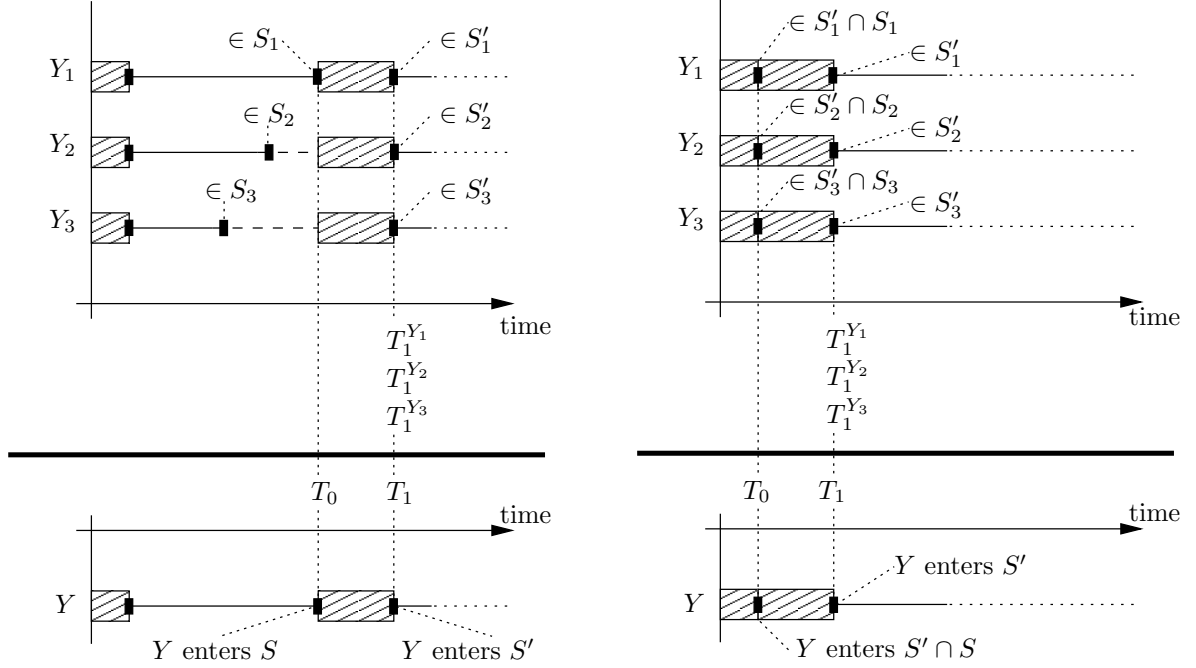 ∈ S₁
∈ S′₁
Y₁
∈ S₂
∈ S′₂
Y₂
∈ S₃
∈ S′₃
Y₃
time
T₁^{Y₁}
T₁^{Y₂}
T₁^{Y₃}
T₀
T₁
time
Y
Y enters S
Y enters S′
∈ S′₁ ∩ S₁
Y₁
∈ S′₁
∈ S′₂ ∩ S₂
Y₂
∈ S′₂
∈ S′₃ ∩ S₃
Y₃
∈ S′₃
time
T₁^{Y₁}
T₁^{Y₂}
T₁^{Y₃}
T₀
T₁
time
Y enters S′
Y
Y enters S′ ∩ S